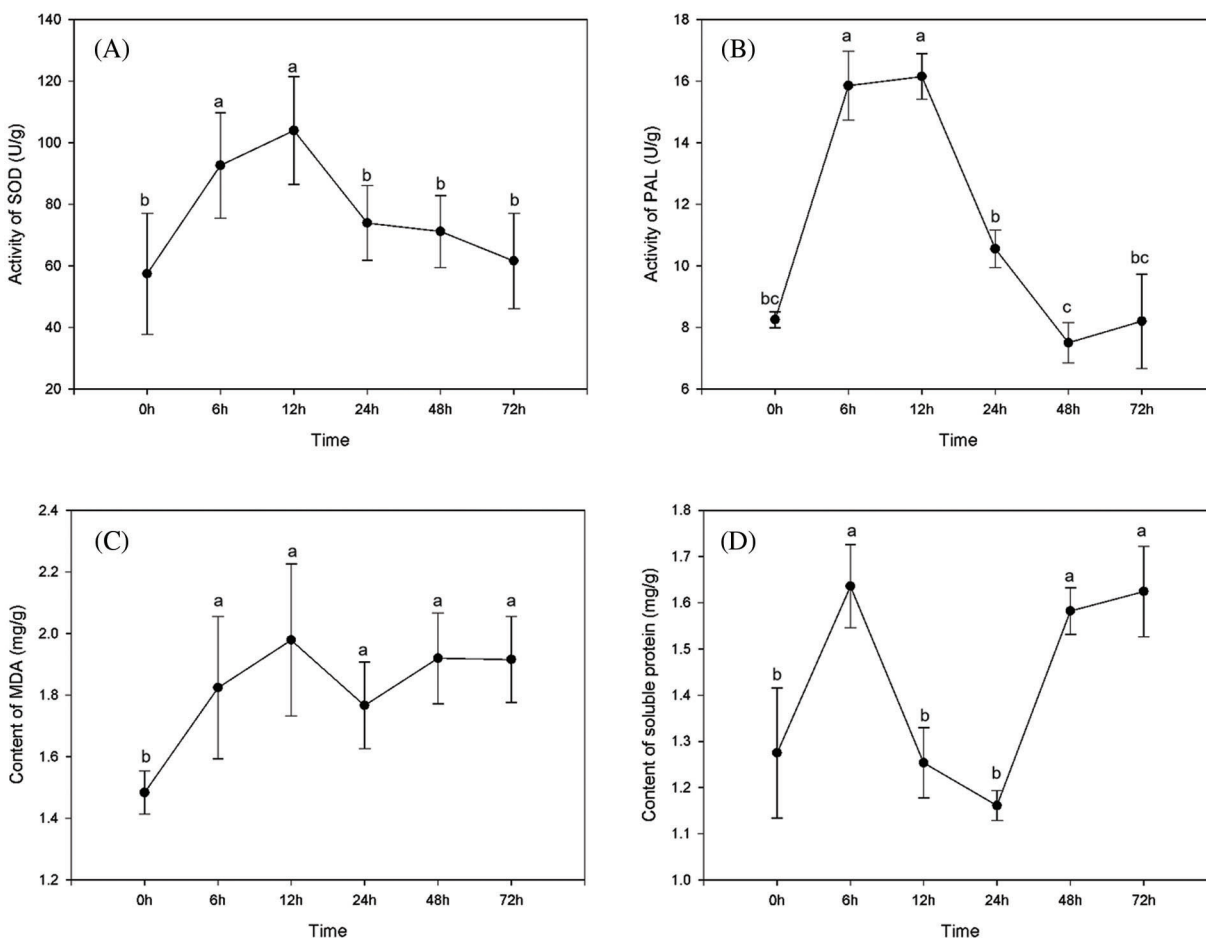 (A)
Activity of SOD (U/g)
140
120
100
80
60
40
20
b
a
a
b
b
b
0h 6h 12h 24h 48h 72h
Time
(B)
Activity of PAL (U/g)
18
16
14
12
10
8
6
bc
a
a
b
c
bc
0h 6h 12h 24h 48h 72h
Time
(C)
Content of MDA (mg/g)
2.4
2.2
2.0
1.8
1.6
1.4
1.2
b
a
a
a
a
a
0h 6h 12h 24h 48h 72h
Time
(D)
Content of soluble protein (mg/g)
1.8
1.7
1.6
1.5
1.4
1.3
1.2
1.1
1.0
b
a
b
b
a
a
0h 6h 12h 24h 48h 72h
Time